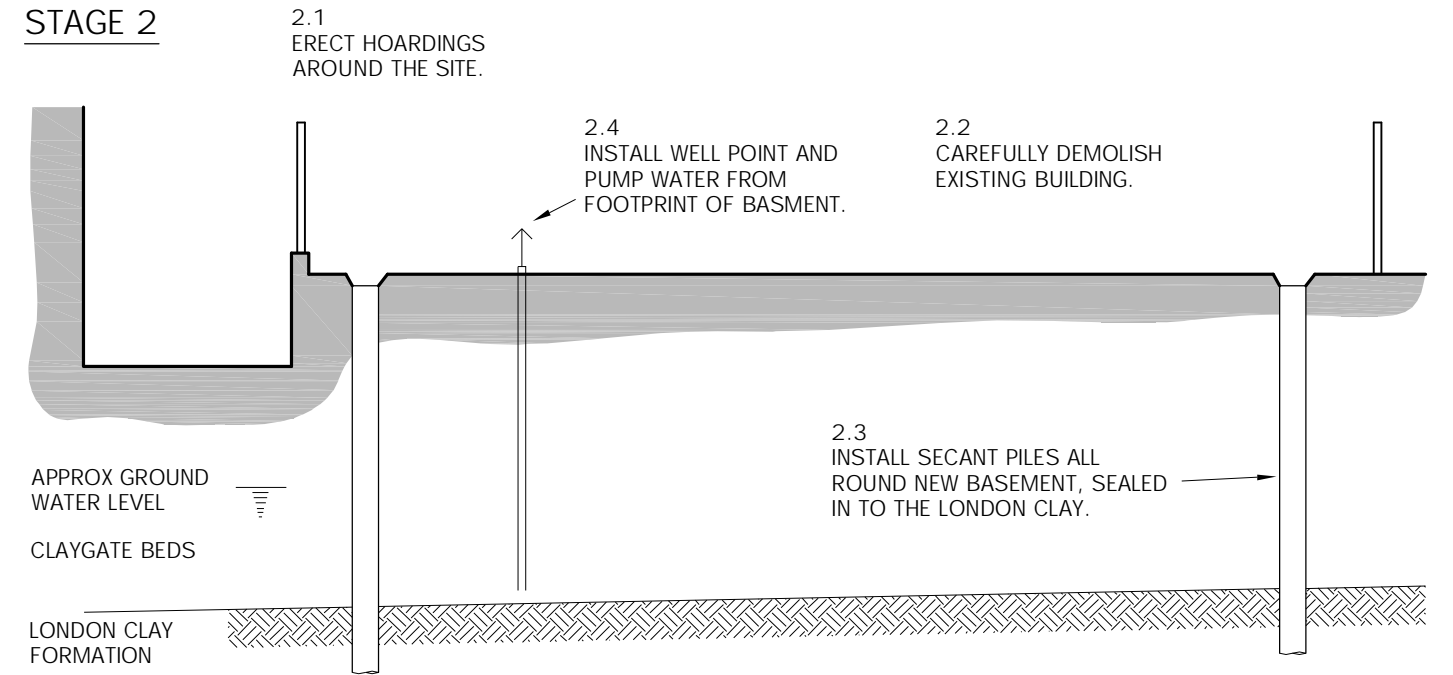 STAGE 2
2.1
ERECT HOARDINGS
AROUND THE SITE.
2.4
INSTALL WELL POINT AND
PUMP WATER FROM
FOOTPRINT OF BASMENT.
2.2
CAREFULLY DEMOLISH
EXISTING BUILDING.
2.3
INSTALL SECANT PILES ALL
ROUND NEW BASEMENT, SEALED
IN TO THE LONDON CLAY.
APPROX GROUND
WATER LEVEL
CLAYGATE BEDS
LONDON CLAY
FORMATION